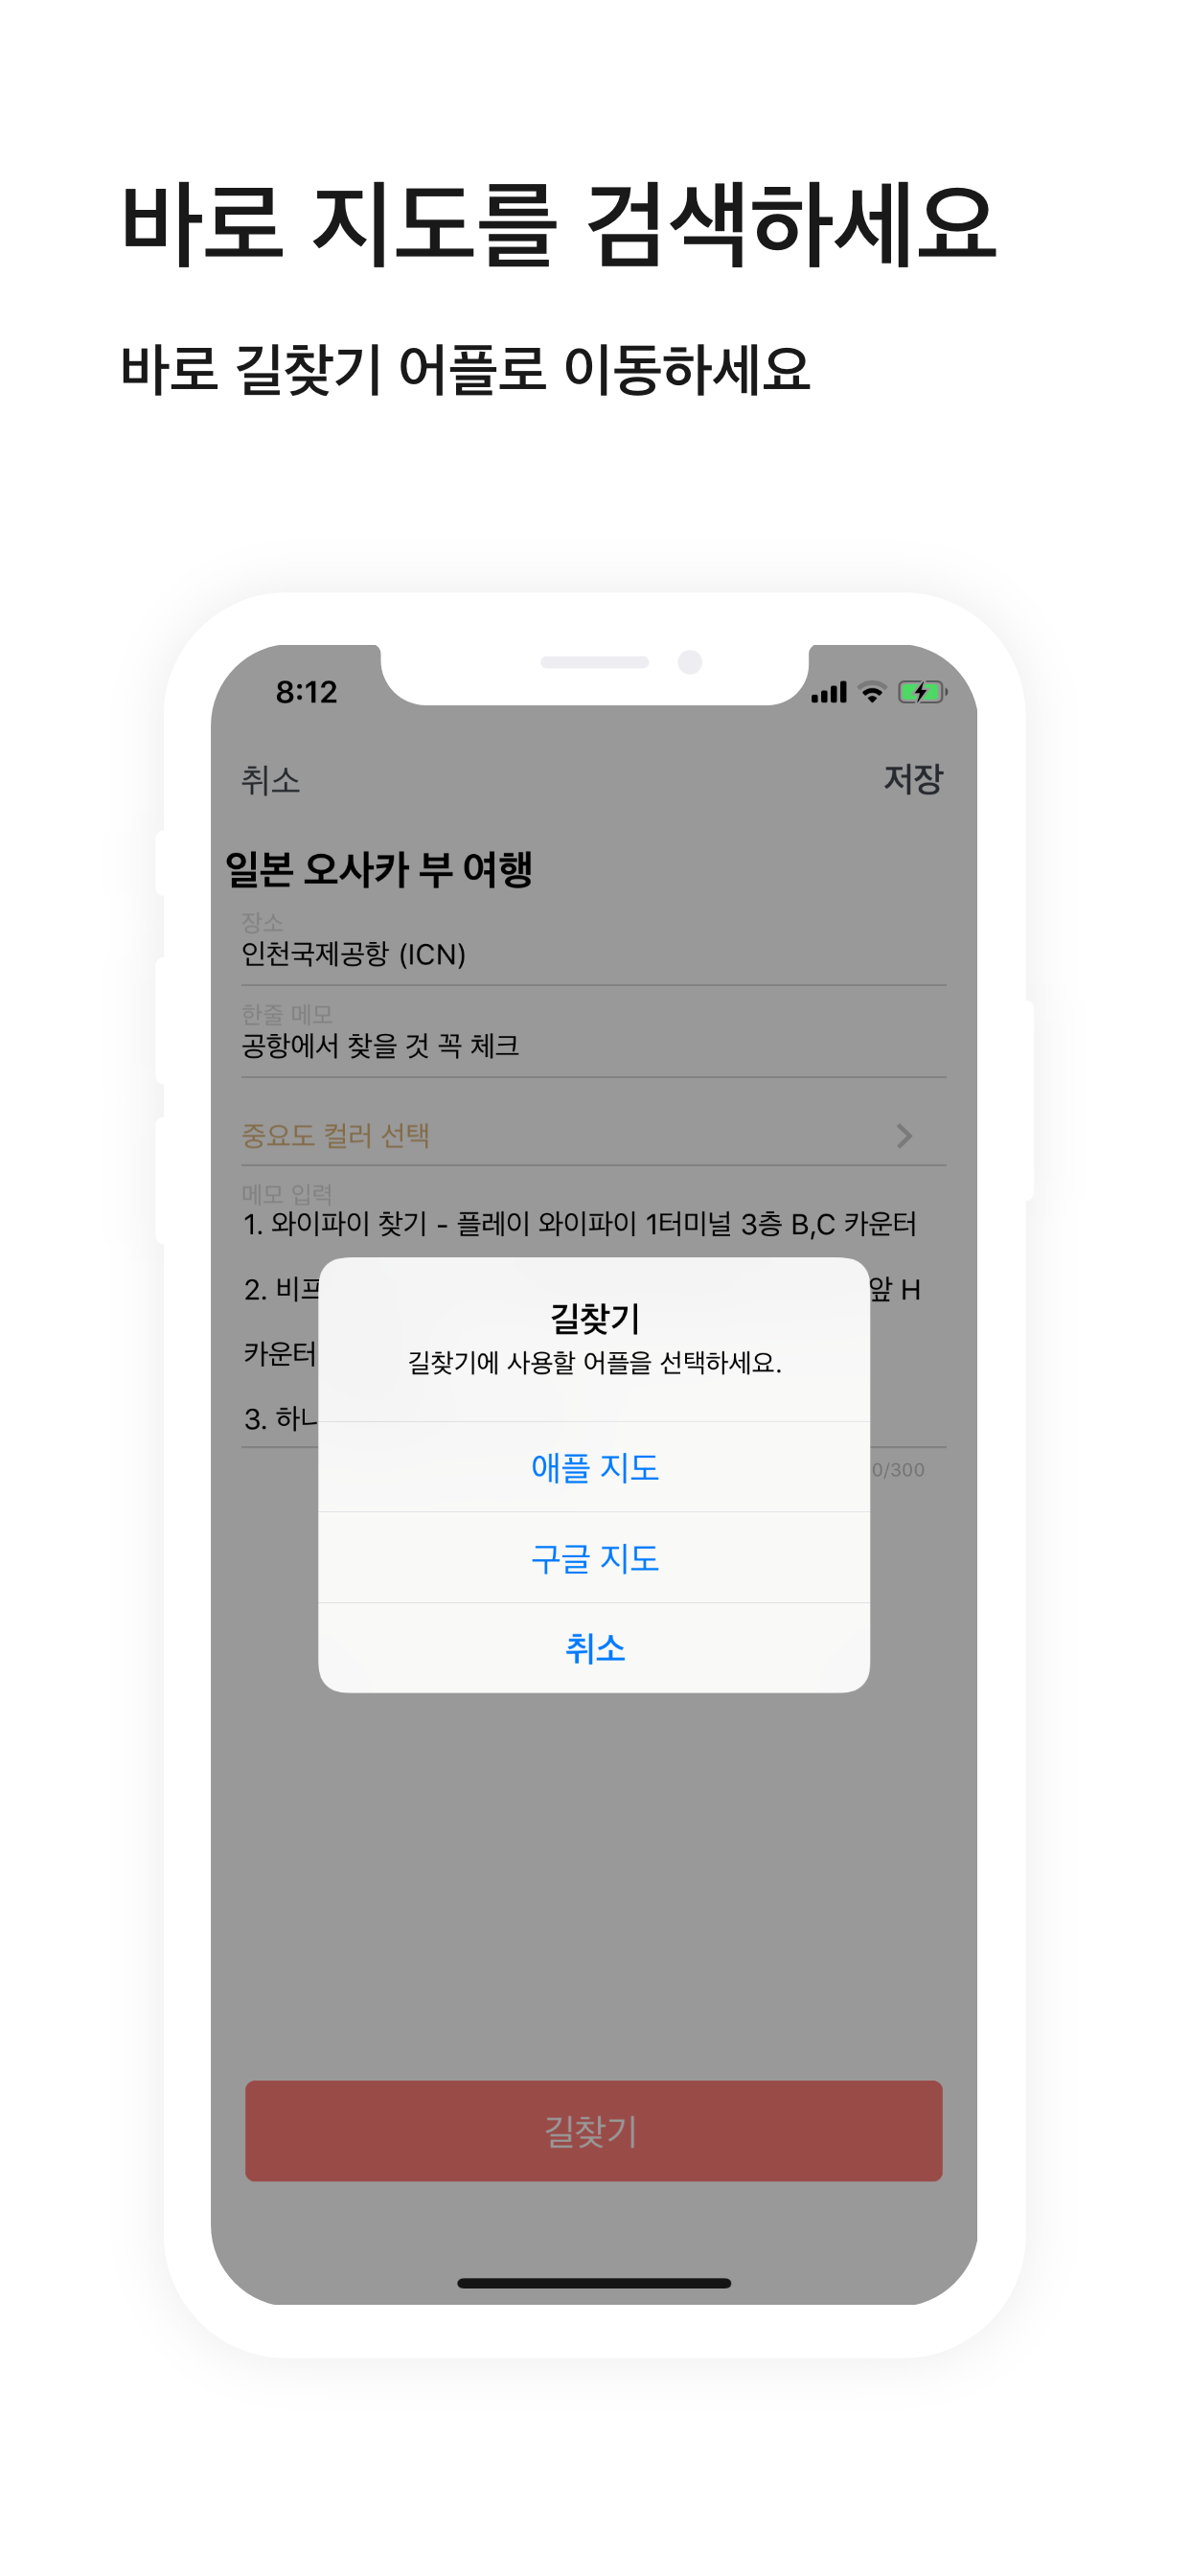 바로 지도를 검색하세요
바로 길찾기 어플로 이동하세요
8:12
취소
저장
일본 오사카 부 여행
장소
인천국제공항 (ICN)
한줄 메모
공항에서 찾을 것 꼭 체크
중요도 컬러 선택
메모 입력
1. 와이파이 찾기 - 플레이 와이파이 1터미널 3층 B,C 카운터
2. 앞 H
카운터
3.
0/300
길찾기
길찾기에 사용할 어플을 선택하세요.
애플 지도
구글 지도
취소
길찾기